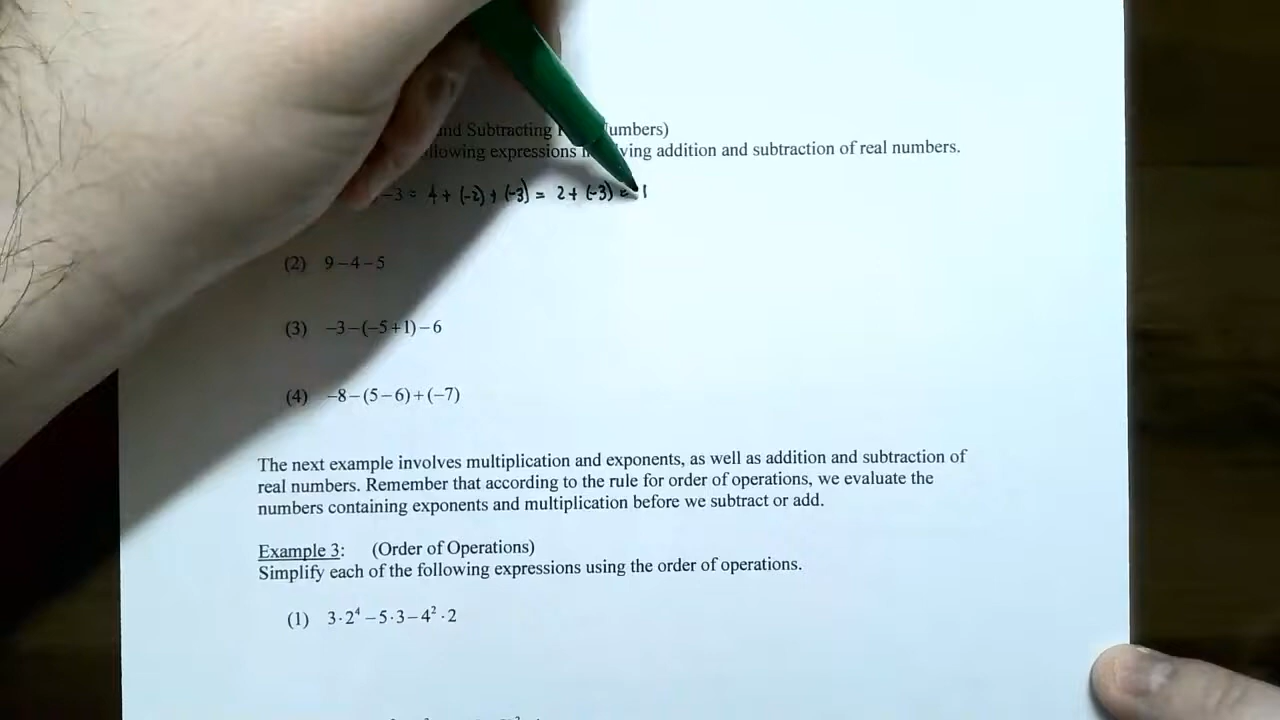 and Subtracting Numbers)
expressions addition and subtraction of real numbers.
-3 = 4 + (-2) + (-3) = 2 + (-3) = -1
(2) 9-4-5
(3) -3-(-5+1)-6
(4) -8-(5-6)+(-7)
The next example involves multiplication and exponents, as well as addition and subtraction of
real numbers. Remember that according to the rule for order of operations, we evaluate the
numbers containing exponents and multiplication before we subtract or add.
Example 3: (Order of Operations)
Simplify each of the following expressions using the order of operations.
(1) 3·2⁴-5·3-4²·2